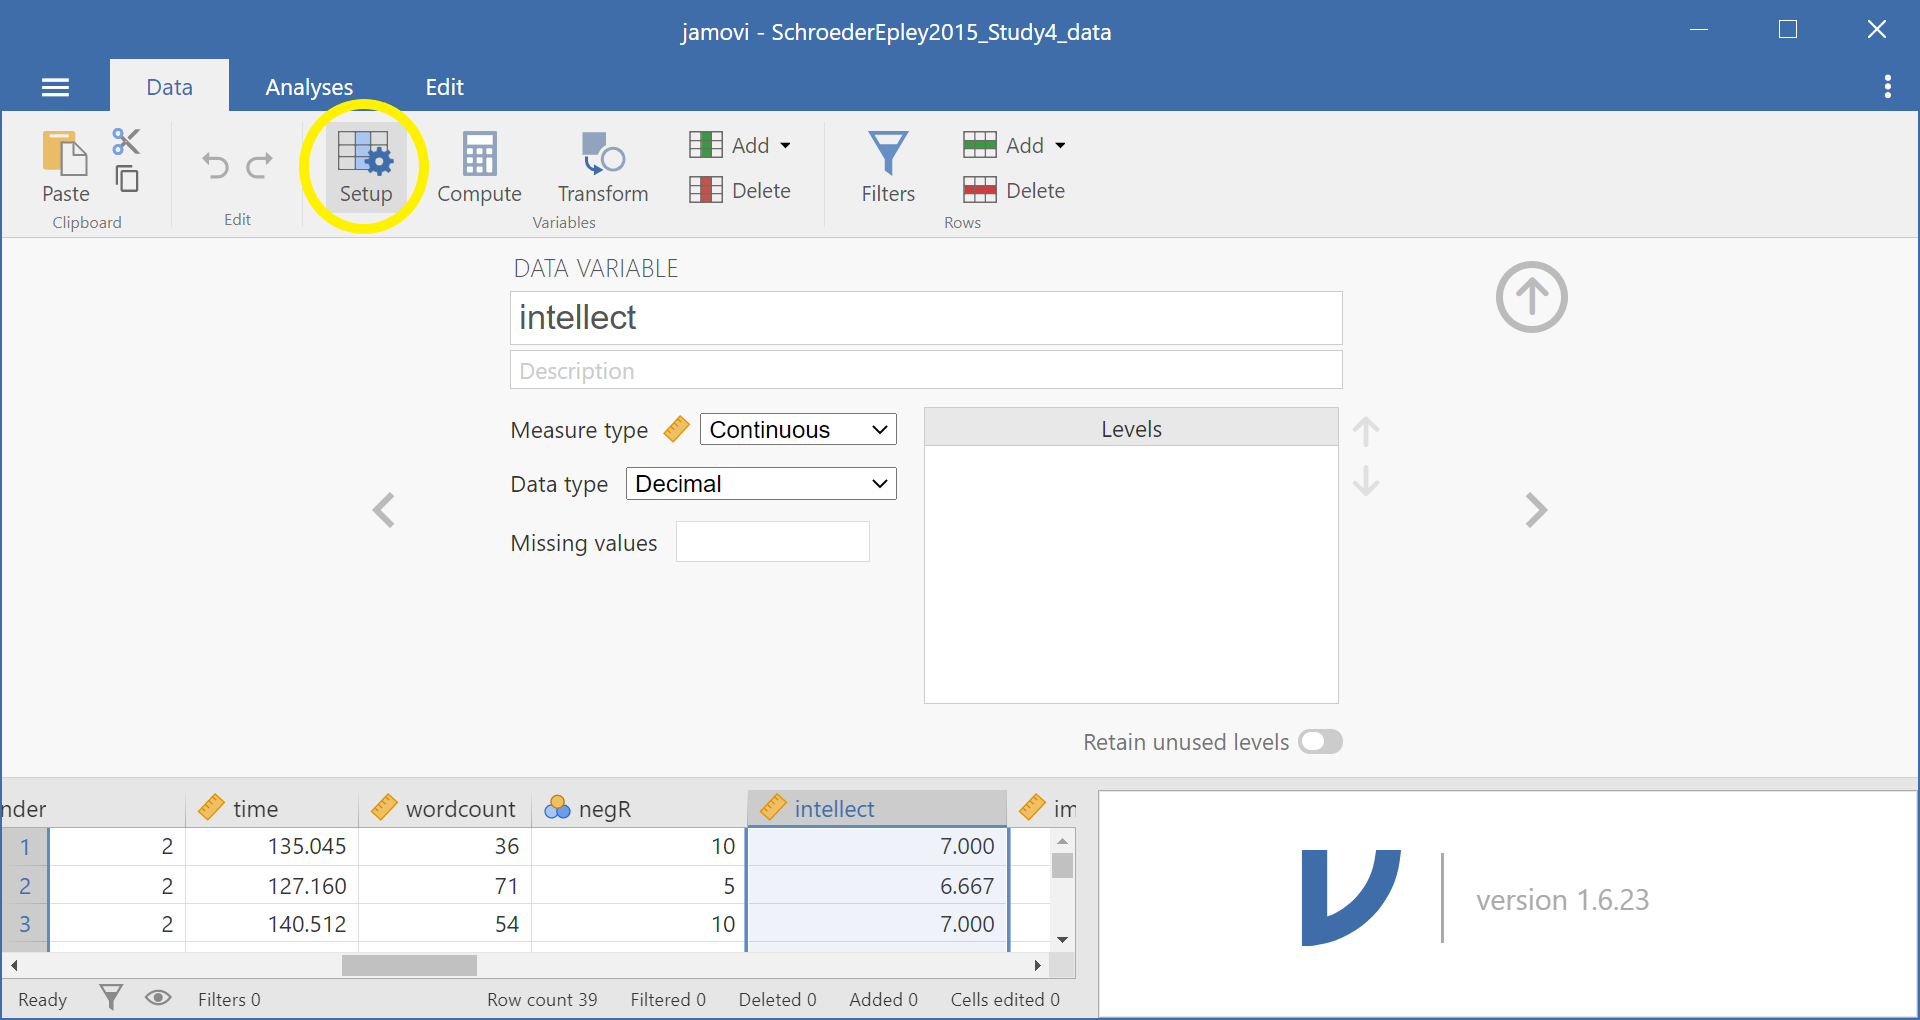 jamovi - SchroederEpley2015_Study4_data
Data Analyses Edit
Paste
Clipboard
Edit
Setup Compute Transform
Add
Delete
Variables
Filters
Add
Delete
Rows
DATA VARIABLE
intellect
Description
Measure type Continuous
Data type Decimal
Missing values
Levels
Retain unused levels
nder time wordcount negR intellect im
1 2 135.045 36 10 7.000
2 2 127.160 71 5 6.667
3 2 140.512 54 10 7.000
version 1.6.23
Ready Filters 0 Row count 39 Filtered 0 Deleted 0 Added 0 Cells edited 0